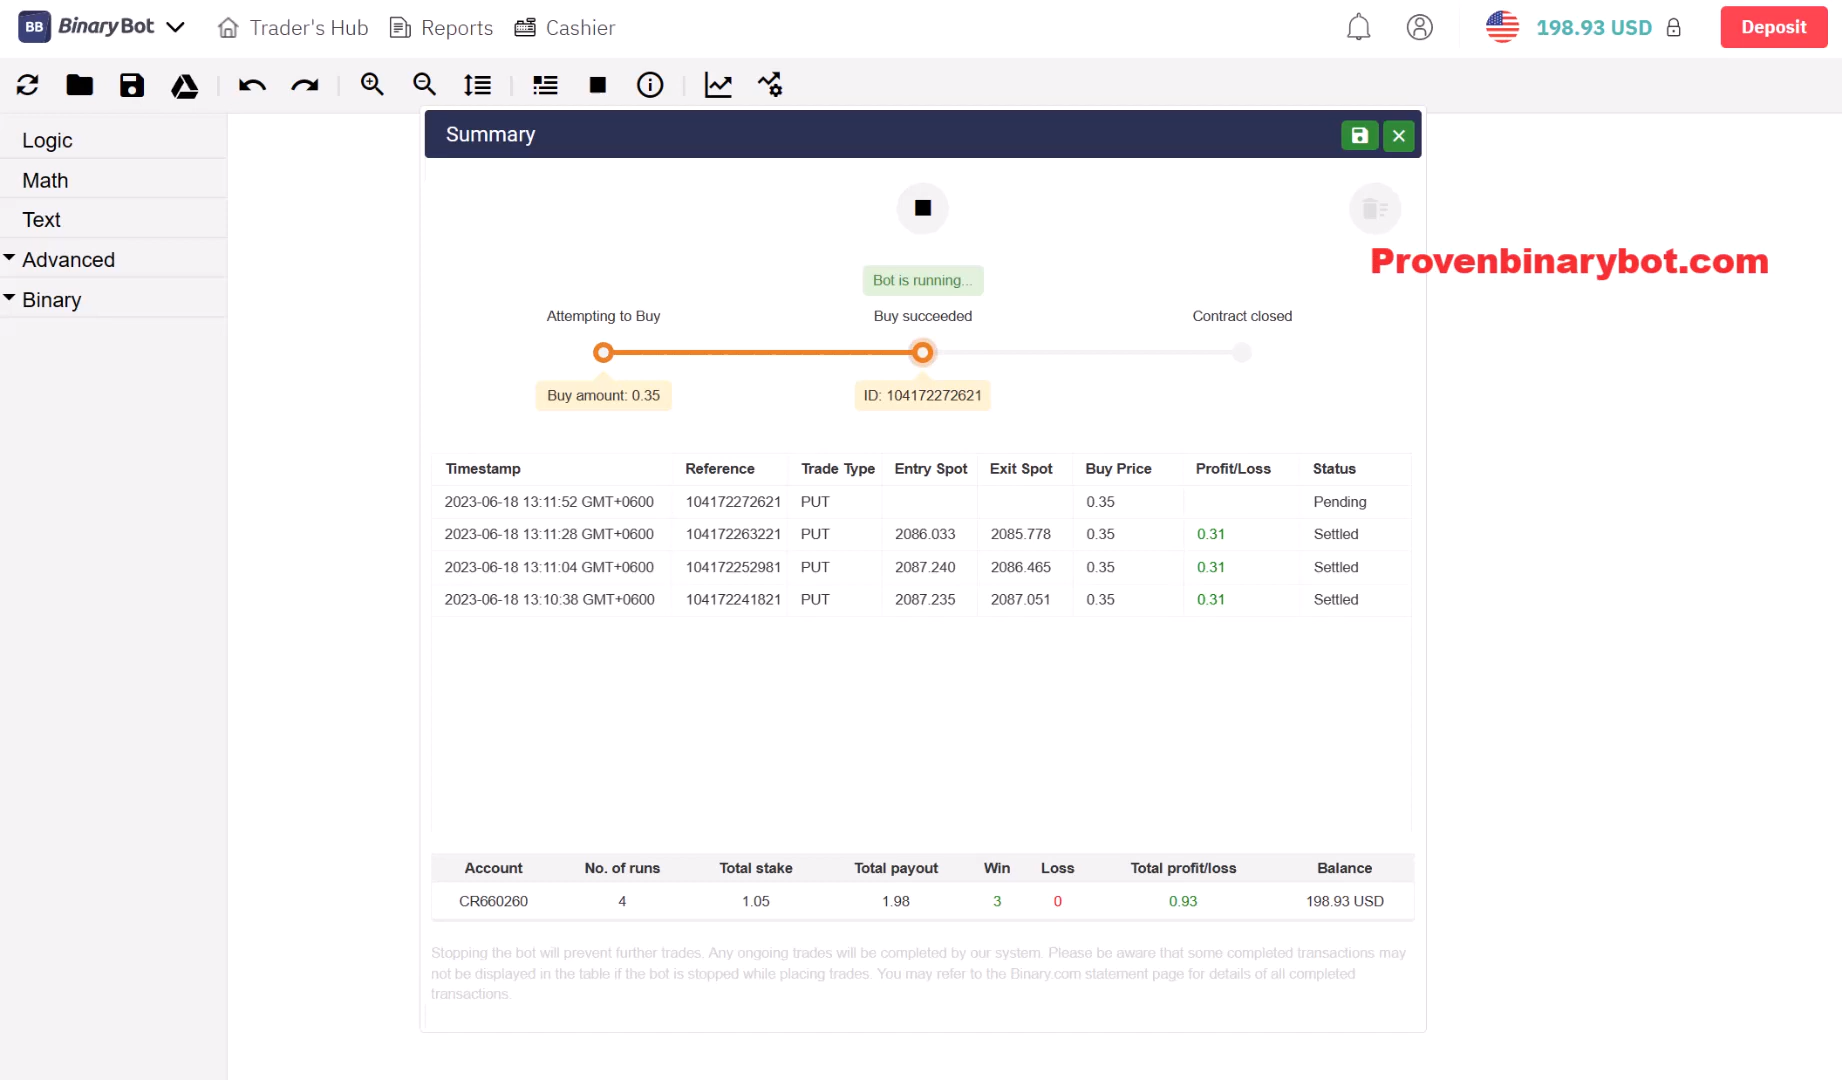 BB BinaryBot Trader's Hub Reports Cashier 198.93 USD Deposit
Logic
Math
Text
Advanced
Binary
Summary
Provenbinarybot.com
Bot is running...
Attempting to Buy Buy succeeded Contract closed
Buy amount: 0.35 ID: 104172272621
Timestamp Reference Trade Type Entry Spot Exit Spot Buy Price Profit/Loss Status
2023-06-18 13:11:52 GMT+0600 104172272621 PUT 0.35 Pending
2023-06-18 13:11:28 GMT+0600 104172263221 PUT 2086.033 2085.778 0.35 0.31 Settled
2023-06-18 13:11:04 GMT+0600 104172252981 PUT 2087.240 2086.465 0.35 0.31 Settled
2023-06-18 13:10:38 GMT+0600 104172241821 PUT 2087.235 2087.051 0.35 0.31 Settled
Account No. of runs Total stake Total payout Win Loss Total profit/loss Balance
CR660260 4 1.05 1.98 3 0 0.93 198.93 USD
Stopping the bot will prevent further trades. Any ongoing trades will be completed by our system. Please be aware that some completed transactions may
not be displayed in the table if the bot is stopped while placing trades. You may refer to the Binary.com statement page for details of all completed
transactions.